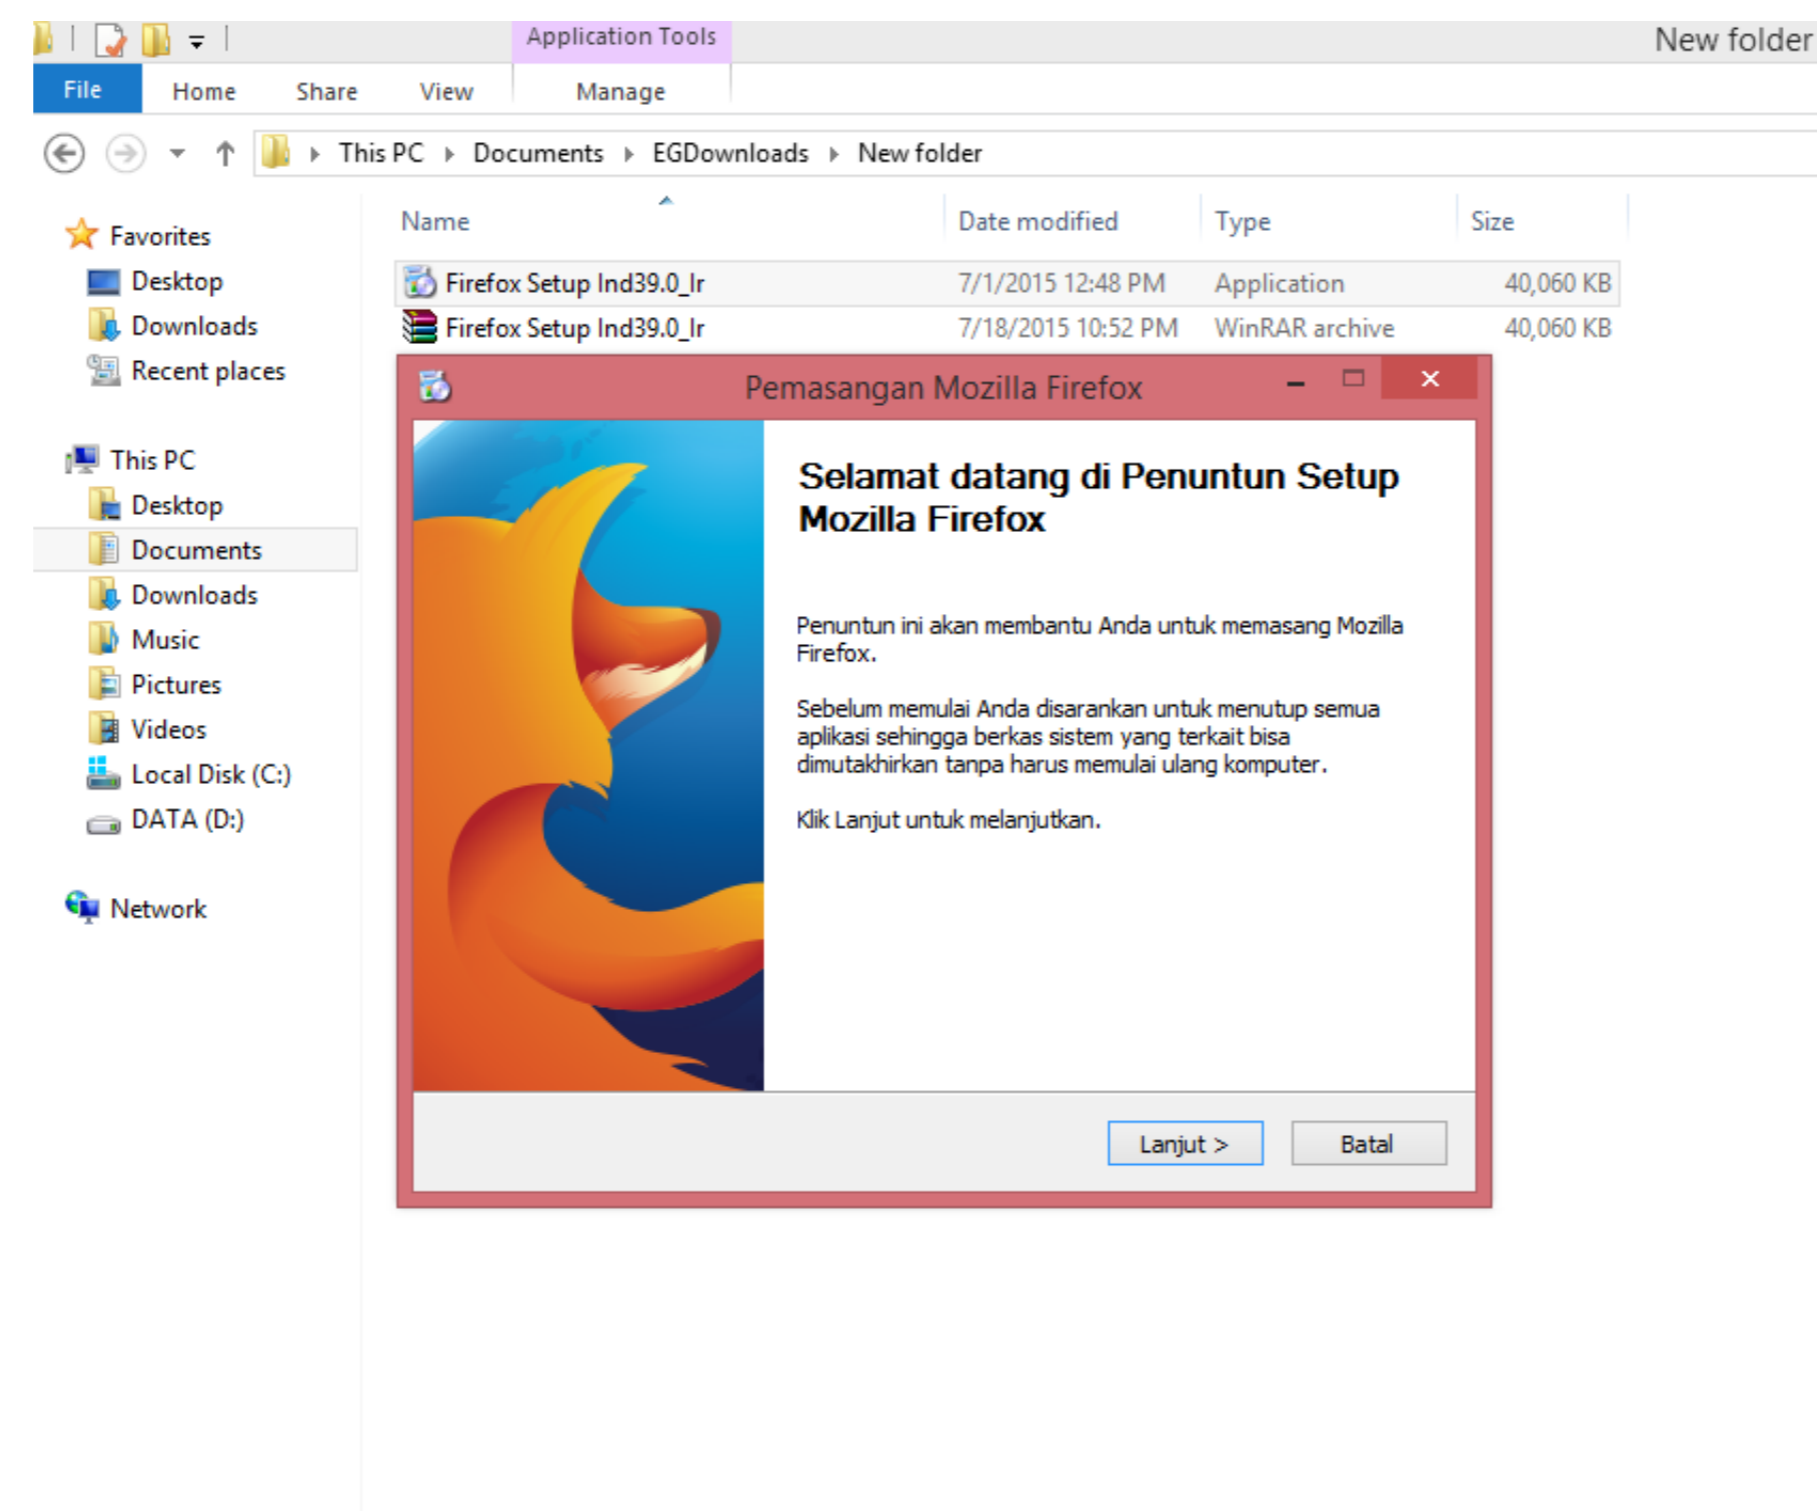 Application Tools
New folder
File Home Share View Manage
This PC Documents EGDownloads New folder
Name Date modified Type Size
Firefox Setup Ind39.0_Ir 7/1/2015 12:48 PM Application 40,060 KB
Firefox Setup Ind39.0_Ir 7/18/2015 10:52 PM WinRAR archive 40,060 KB
Favorites
Desktop
Downloads
Recent places
This PC
Desktop
Documents
Downloads
Music
Pictures
Videos
Local Disk (C:)
DATA (D:)
Network
Pemasangan Mozilla Firefox
Selamat datang di Penuntun Setup
Mozilla Firefox
Penuntun ini akan membantu Anda untuk memasang Mozilla
Firefox.
Sebelum memulai Anda disarankan untuk menutup semua
aplikasi sehingga berkas sistem yang terkait bisa
dimutakhirkan tanpa harus memulai ulang komputer.
Klik Lanjut untuk melanjutkan.
Lanjut > Batal